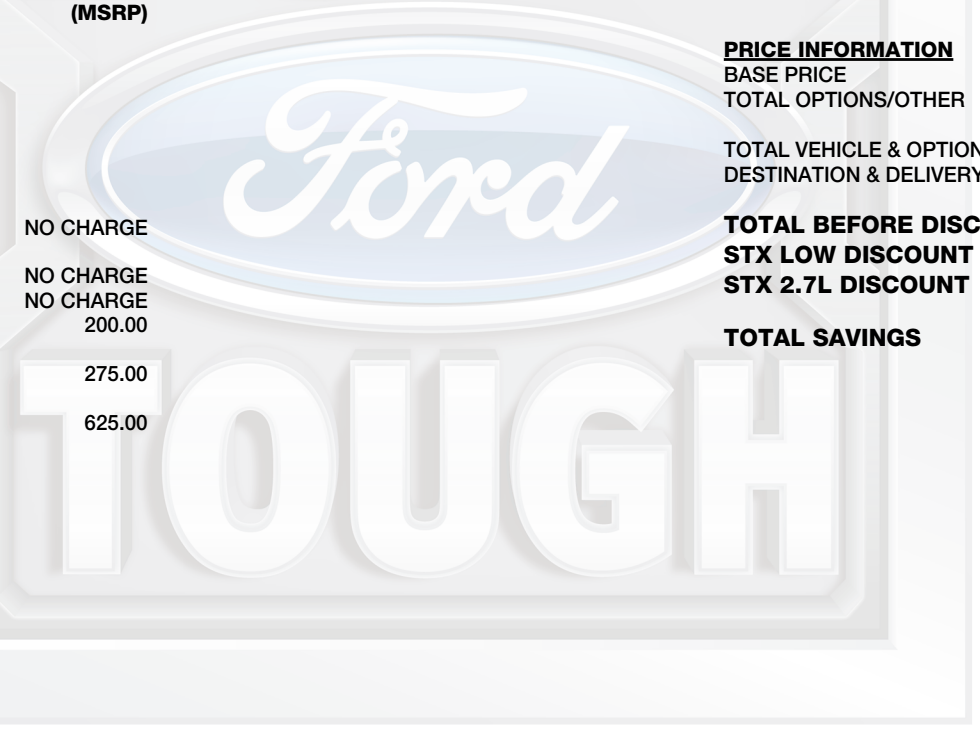 (MSRP)
NO CHARGE
NO CHARGE
NO CHARGE
200.00
275.00
625.00
PRICE INFORMATION
BASE PRICE
TOTAL OPTIONS/OTHER
TOTAL VEHICLE & OPTION
DESTINATION & DELIVERY
TOTAL BEFORE DISC
STX LOW DISCOUNT
STX 2.7L DISCOUNT
TOTAL SAVINGS
Ford
TOUGH